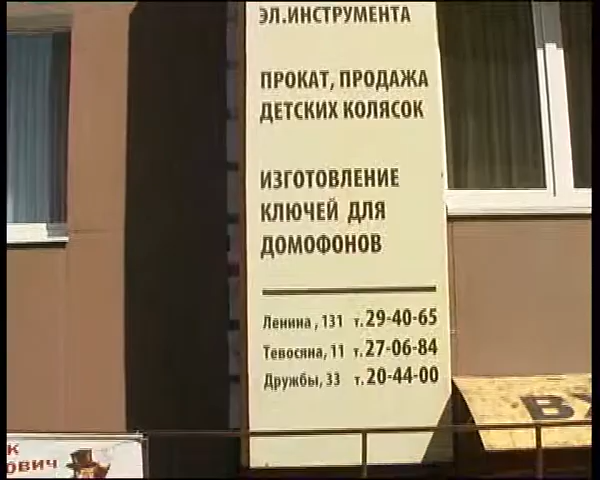 ЭЛ.ИНСТРУМЕНТА
ПРОКАТ, ПРОДАЖА
ДЕТСКИХ КОЛЯСОК
ИЗГОТОВЛЕНИЕ
КЛЮЧЕЙ ДЛЯ
ДОМОФОНОВ
Ленина, 131 т.29-40-65
Тевосяна, 11 т.27-06-84
Дружбы, 33 т.20-44-00